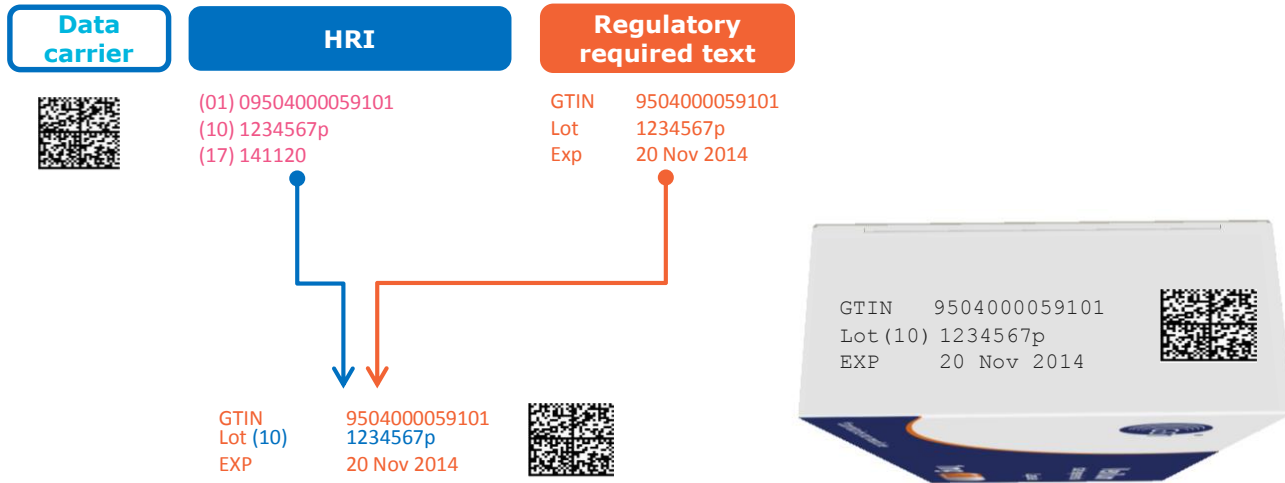 Data
carrier
HRI
Regulatory
required text
(01) 09504000059101
(10) 1234567p
(17) 141120
GTIN 9504000059101
Lot 1234567p
Exp 20 Nov 2014
GTIN 9504000059101
Lot (10) 1234567p
EXP 20 Nov 2014
GTIN 9504000059101
Lot(10) 1234567p
EXP 20 Nov 2014